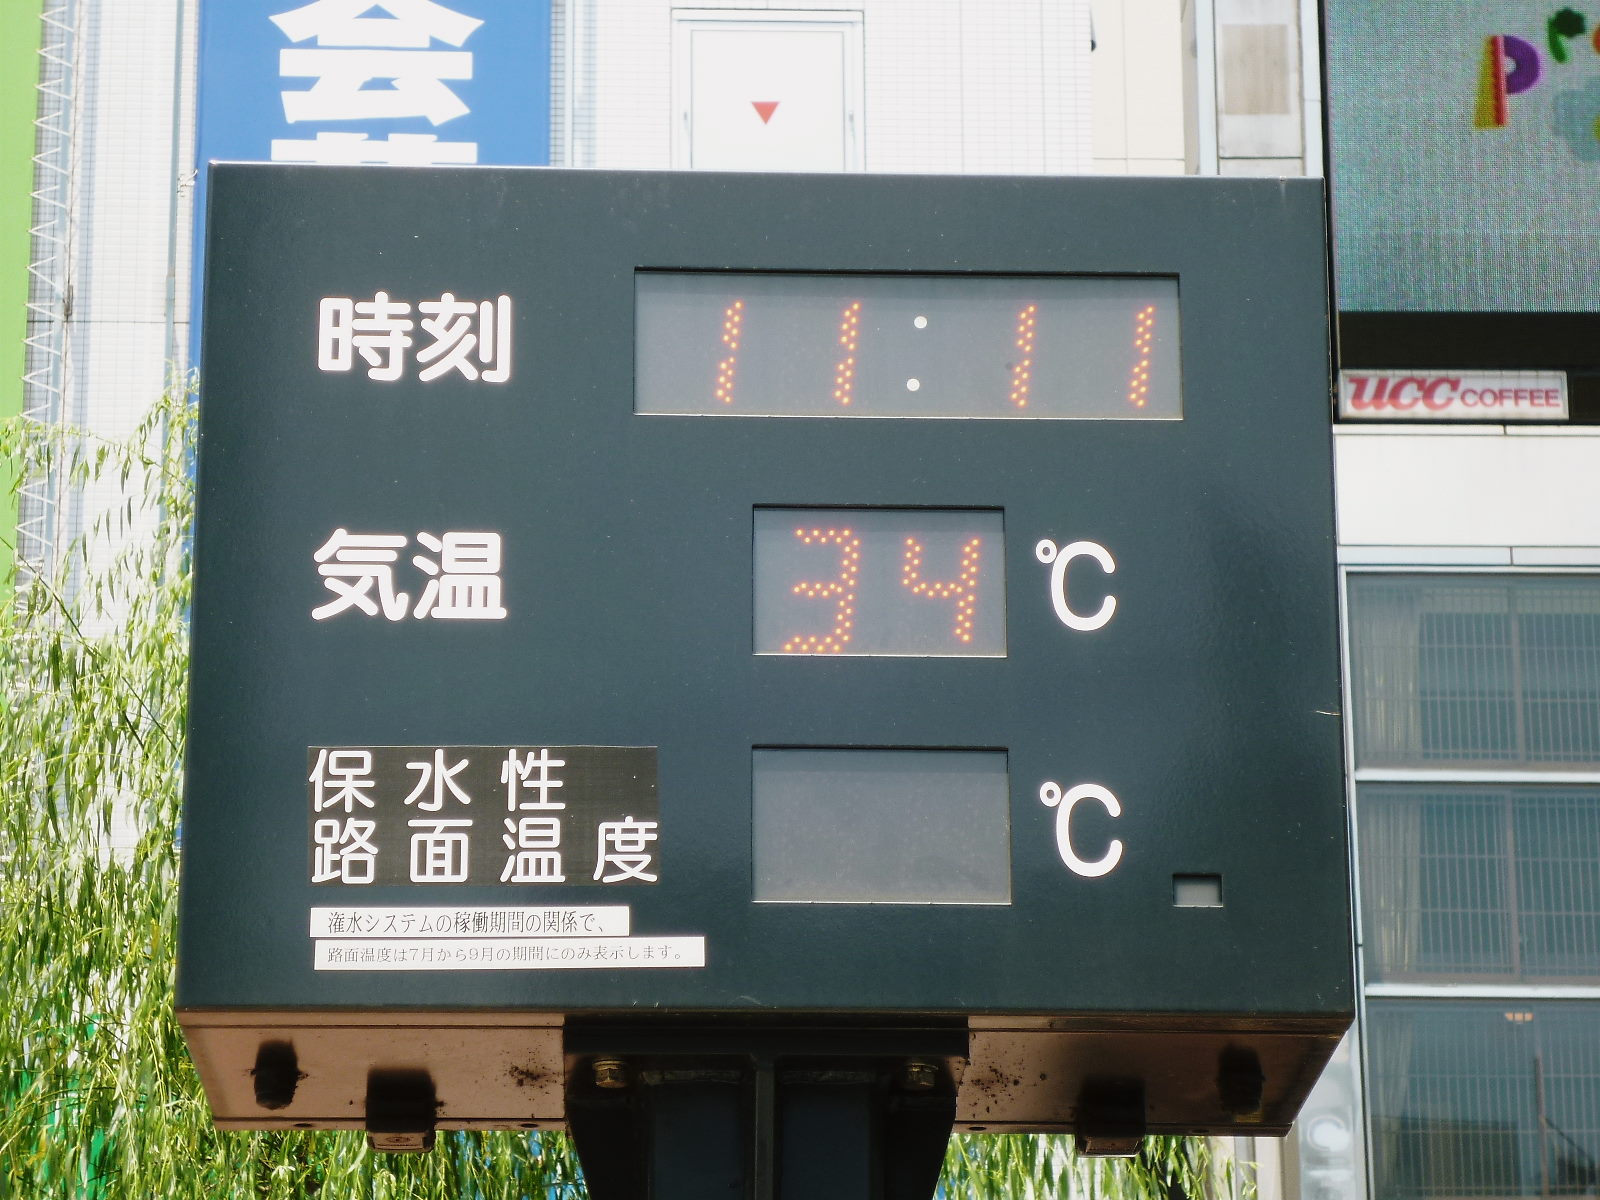 会
pr
時刻 11:11
UCC COFFEE
気温 34 ℃
保水性
路面温度 ℃
潅水システムの稼働期間の関係で、
路面温度は7月から9月の期間にのみ表示します。